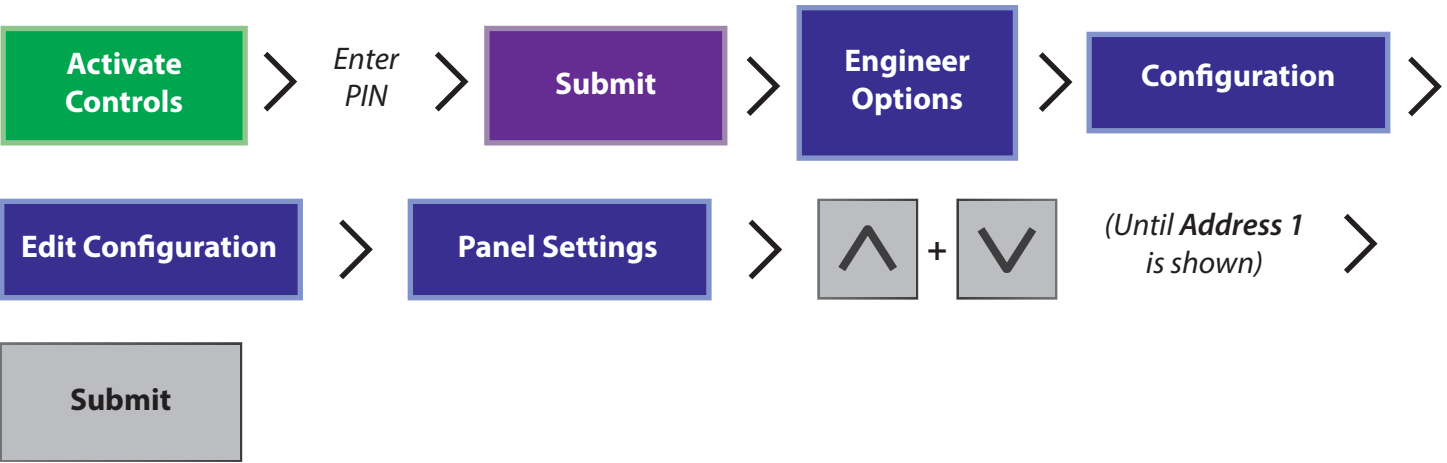 Activate
Controls
Enter
PIN
Submit
Engineer
Options
Configuration
Edit Configuration
Panel Settings
+
(Until Address 1
is shown)
Submit